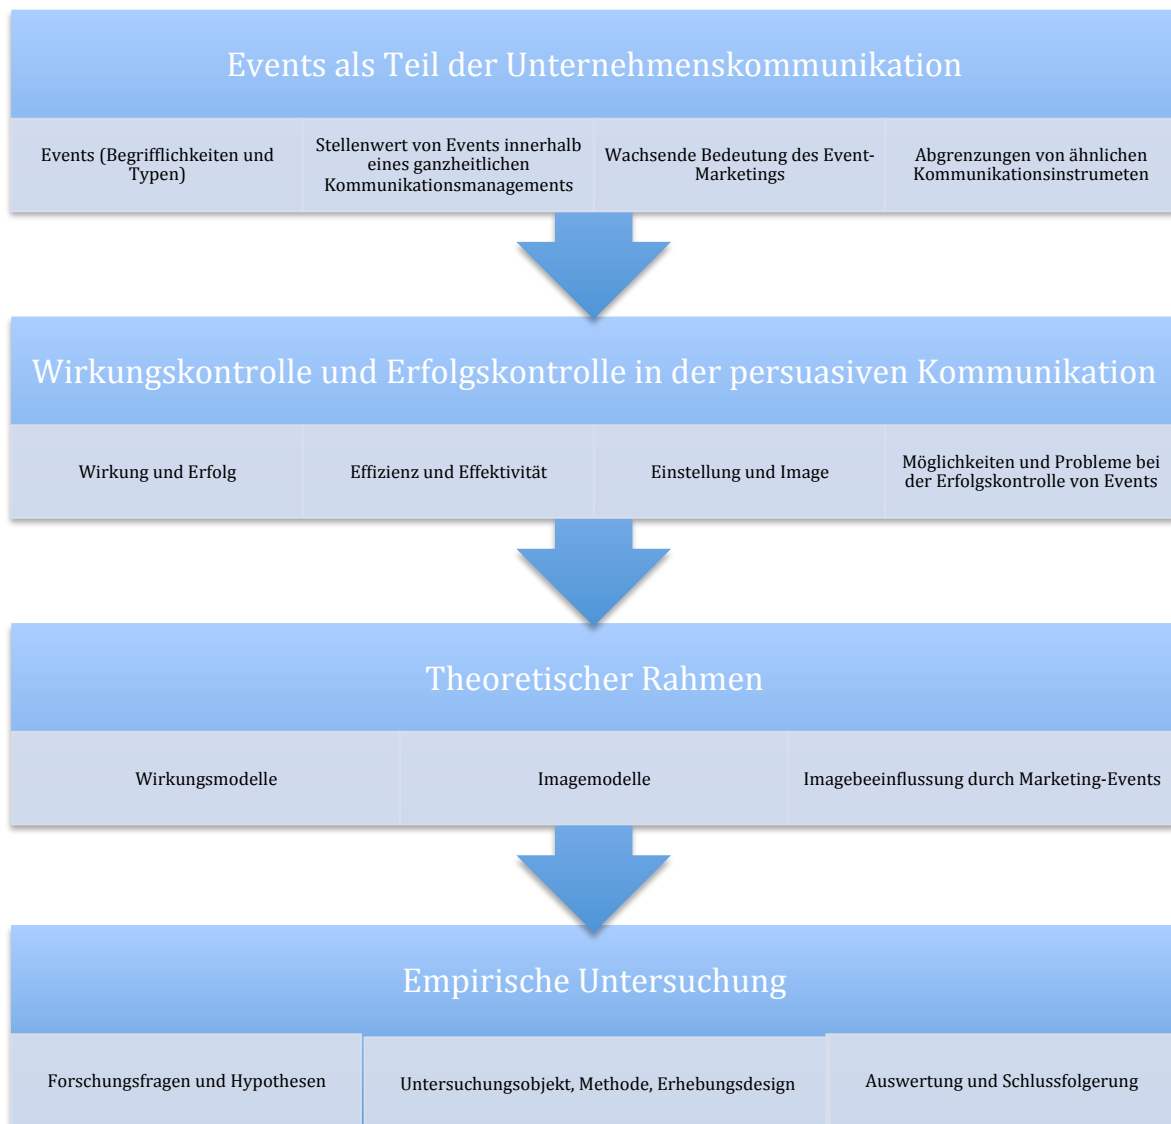 Events als Teil der Unternehmenskommunikation
Events (Begrifflichkeiten und
Typen)
Stellenwert von Events innerhalb
eines ganzheitlichen
Kommunikationsmanagements
Wachsende Bedeutung des Event-
Marketings
Abgrenzungen von ähnlichen
Kommunikationsinstrumeten
Wirkungskontrolle und Erfolgskontrolle in der persuasiven Kommunikation
Wirkung und Erfolg
Effizienz und Effektivität
Einstellung und Image
Möglichkeiten und Probleme bei
der Erfolgskontrolle von Events
Theoretischer Rahmen
Wirkungsmodelle
Imagemodelle
Imagebeeinflussung durch Marketing-Events
Empirische Untersuchung
Forschungsfragen und Hypothesen
Untersuchungsobjekt, Methode, Erhebungsdesign
Auswertung und Schlussfolgerung